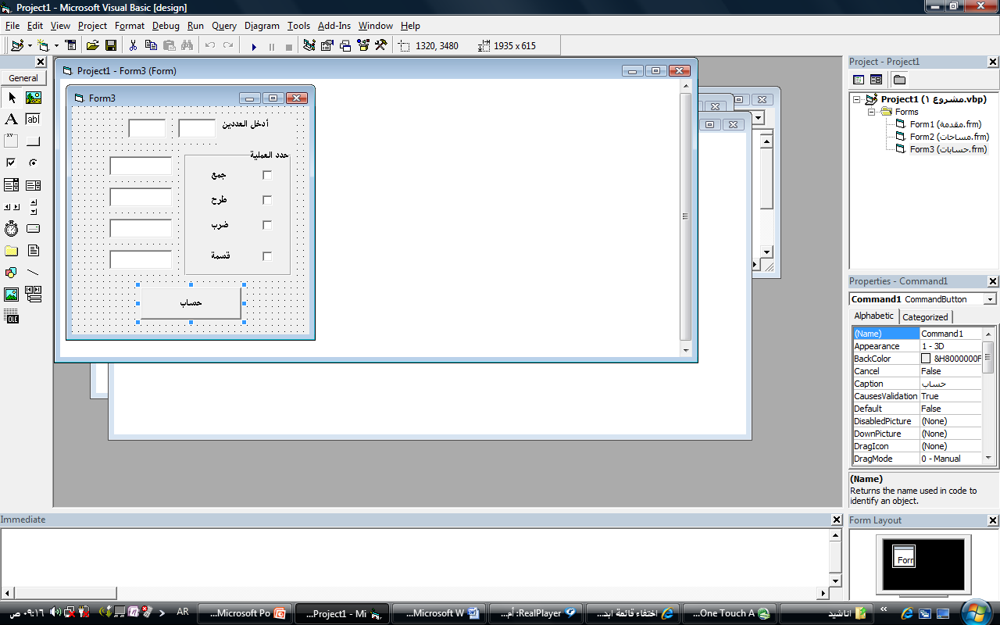 Project1 - Microsoft Visual Basic [design]
File Edit View Project Format Debug Run Query Diagram Tools Add-Ins Window Help
1320, 3480 1935 x 615
General
Project1 - Form3 (Form)
Form3
أدخل العددين
حدد العملية
جمع
طرح
ضرب
قسمة
حساب
Project - Project1
Project1 (مشروع ١.vbp)
Forms
Form1 (مقدمة.frm)
Form2 (مساحات.frm)
Form3 (حسابات.frm)
Properties - Command1
Command1 CommandButton
Alphabetic Categorized
(Name) Command1
Appearance 1 - 3D
BackColor &H8000000F
Cancel False
Caption حساب
CausesValidation True
Default False
DisabledPicture (None)
DownPicture (None)
DragIcon (None)
DragMode 0 - Manual
(Name)
Returns the name used in code to
identify an object.
Immediate
Form Layout
Form
٠٩:١٦ ص
AR
...Microsoft Po
...Project1 - Mi
...Microsoft W
...RealPlayer: أم
...اختفاء قائمة ابد
...One Touch A
اناشيد